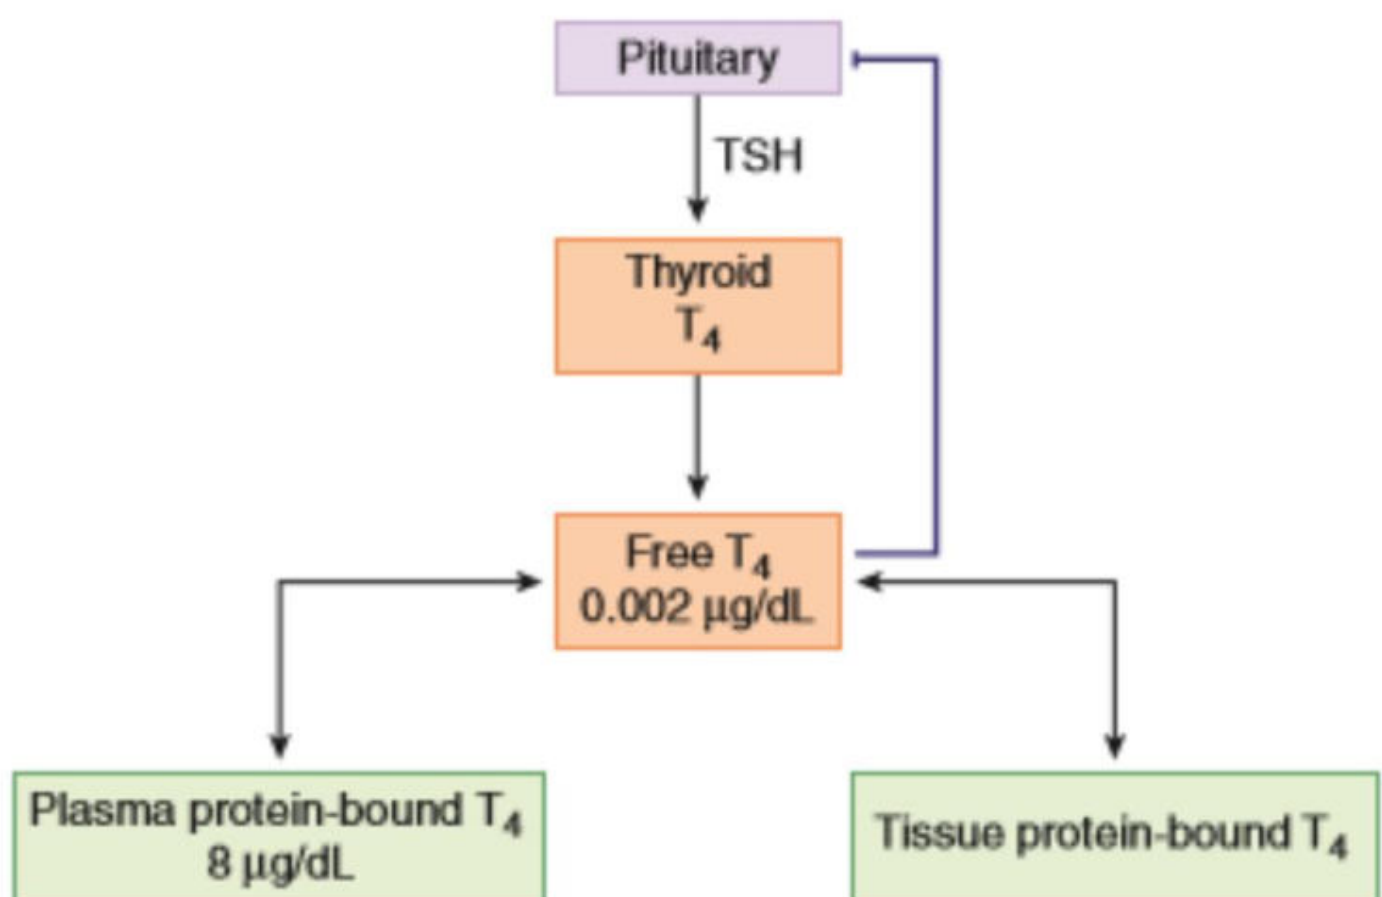 Pituitary
TSH
Thyroid
T₄
Free T₄
0.002 µg/dL
Plasma protein-bound T₄
8 µg/dL
Tissue protein-bound T₄